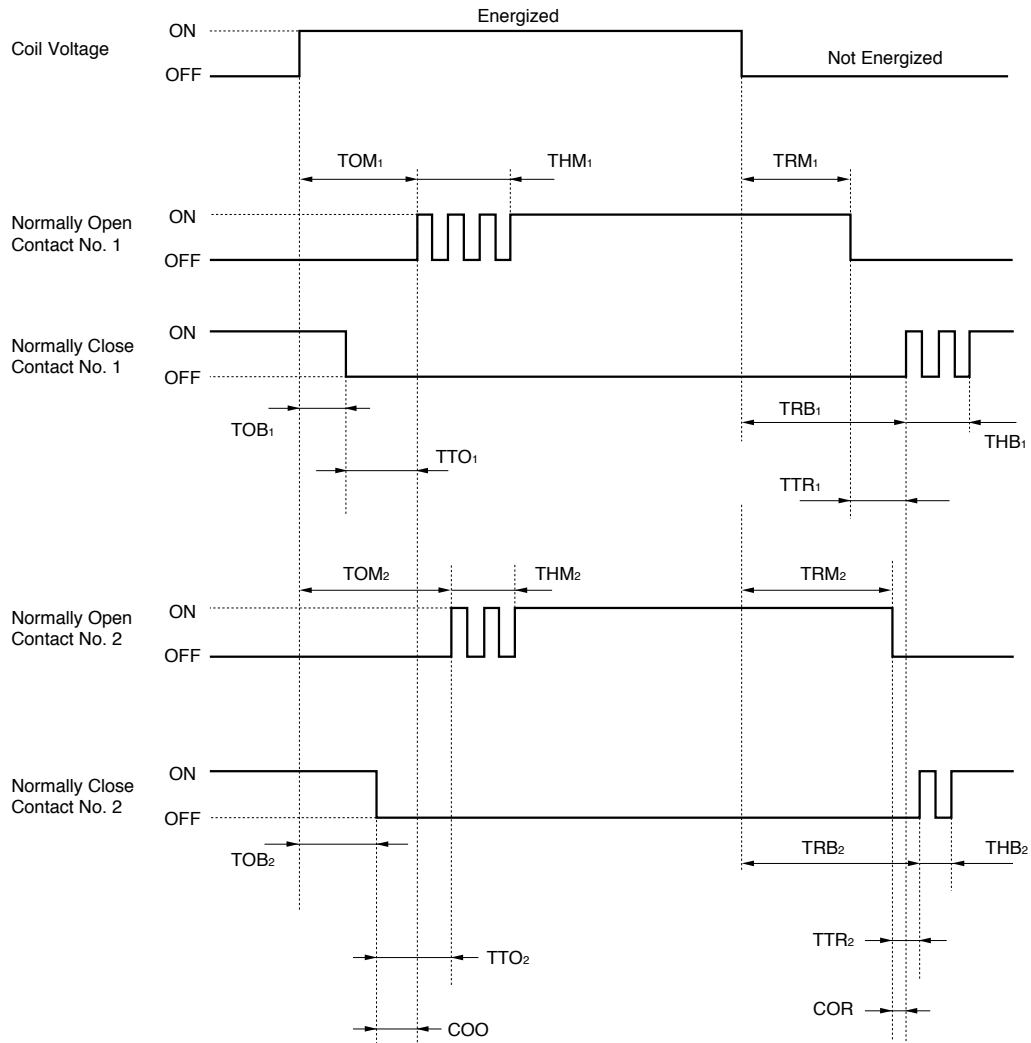 Energized
ON
Coil Voltage
OFF
Not Energized
TOM₁
THM₁
TRM₁
ON
Normally Open
Contact No. 1
OFF
ON
Normally Close
Contact No. 1
OFF
TOB₁
TRB₁
THB₁
TTO₁
TTR₁
TOM₂
THM₂
TRM₂
ON
Normally Open
Contact No. 2
OFF
ON
Normally Close
Contact No. 2
OFF
TOB₂
TRB₂
THB₂
TTR₂
TTO₂
COR
COO